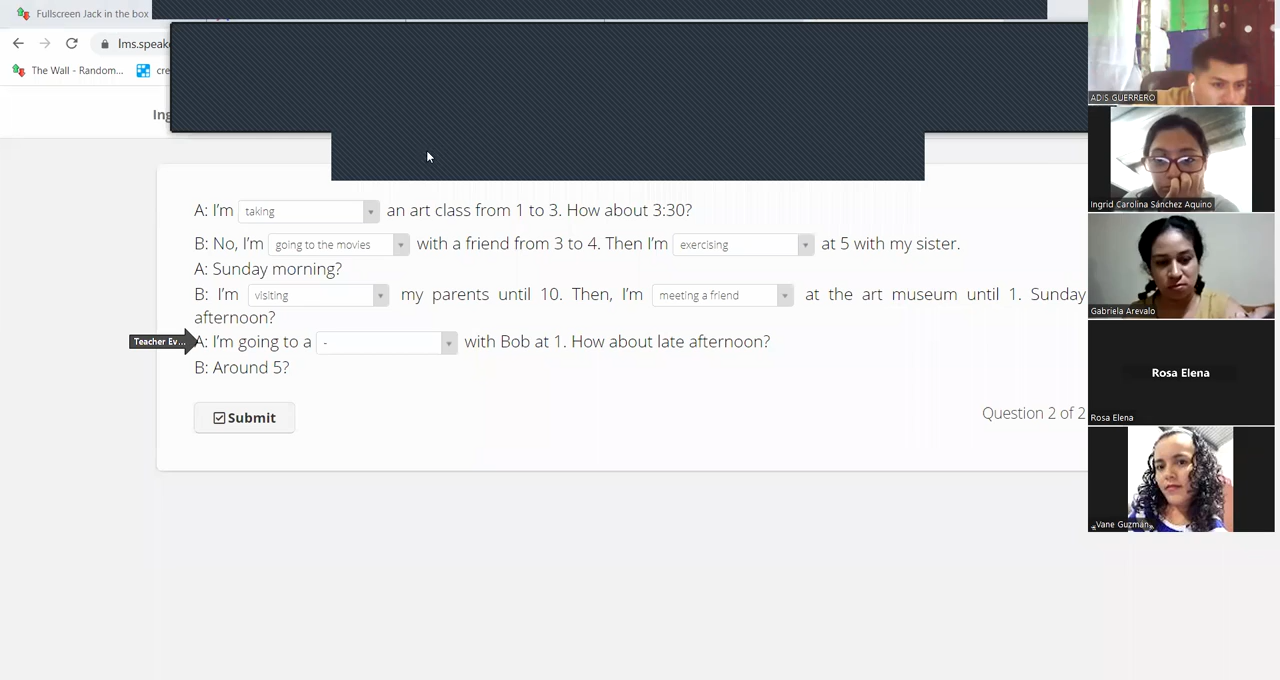 Fullscreen Jack in the box
lms.speak
The Wall - Random...
cre
Ing
A: I'm taking an art class from 1 to 3. How about 3:30?
B: No, I'm going to the movies with a friend from 3 to 4. Then I'm exercising at 5 with my sister.
A: Sunday morning?
B: I'm visiting my parents until 10. Then, I'm meeting a friend at the art museum until 1. Sunday
afternoon?
Teacher Ev... A: I'm going to a - with Bob at 1. How about late afternoon?
B: Around 5?
Submit
Question 2 of 2
ADIS GUERRERO
Ingrid Carolina Sánchez Aquino
Gabriela Arevalo
Rosa Elena
Rosa Elena
Vane Guzmán